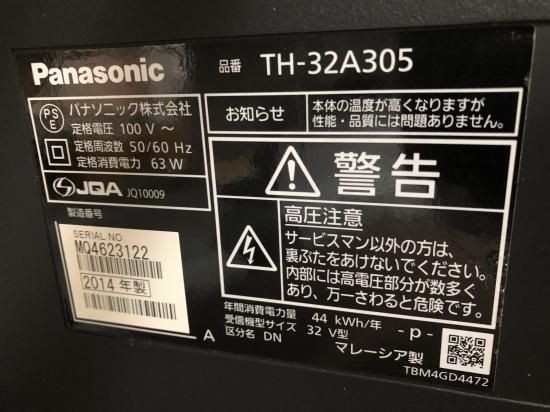 Panasonic
品番 TH-32A305
PS
E
パナソニック株式会社
定格電圧 100 V ～
定格周波数 50/60 Hz
定格消費電力 63 W
JQA JQ10009
製造番号
SERIAL NO.
MQ4623122
2014 年製
A
お知らせ
本体の温度が高くなりますが
性能・品質には問題ありません。
警告
高圧注意
サービスマン以外の方は、
裏ぶたをあけないでください。
内部には高電圧部分が数多く
あり、万一さわると危険です。
年間消費電力量 44 kWh/年
受信機型サイズ 32 V型
区分名 DN
- p -
マレーシア製
TBM4GD4472